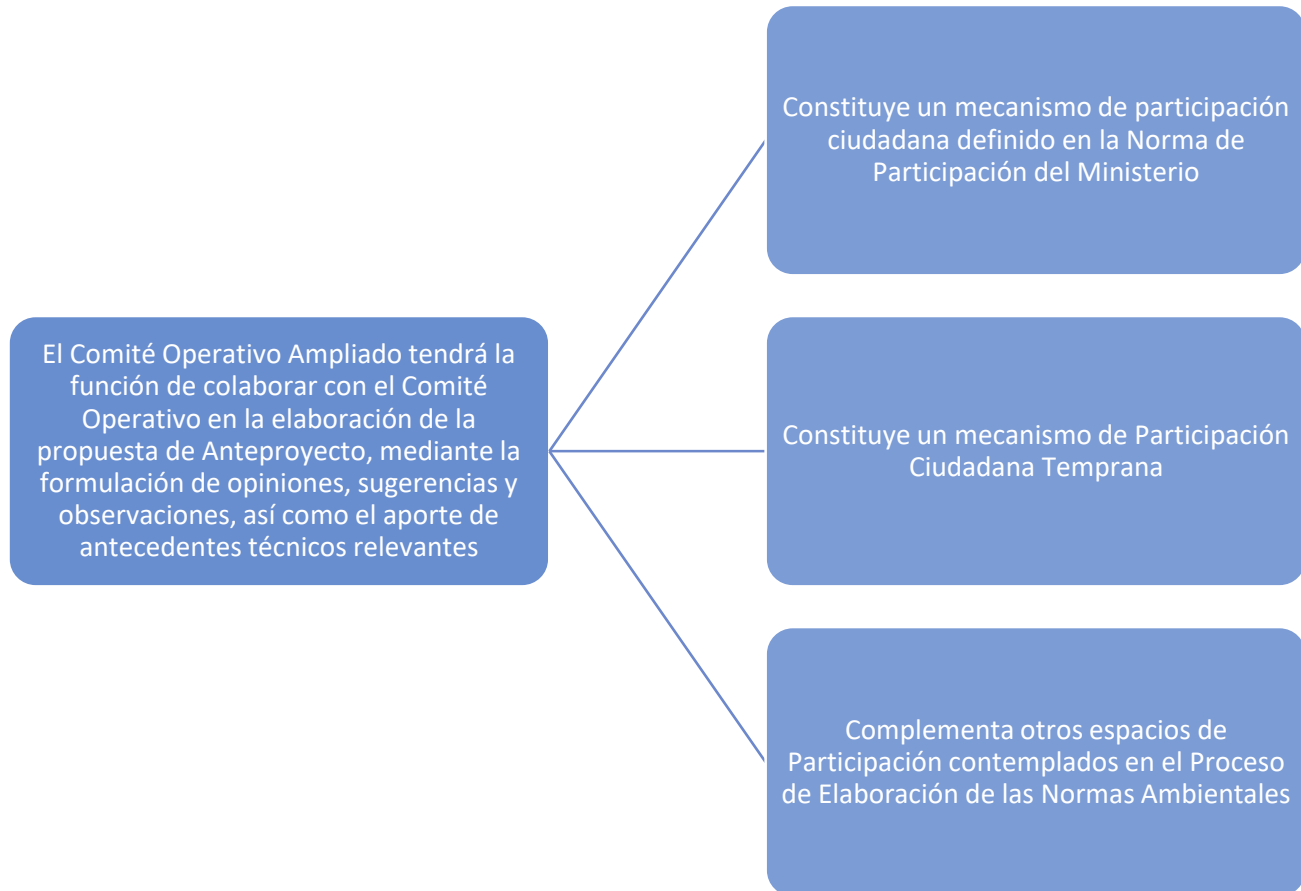 El Comité Operativo Ampliado tendrá la
función de colaborar con el Comité
Operativo en la elaboración de la
propuesta de Anteproyecto, mediante la
formulación de opiniones, sugerencias y
observaciones, así como el aporte de
antecedentes técnicos relevantes
Constituye un mecanismo de participación
ciudadana definido en la Norma de
Participación del Ministerio
Constituye un mecanismo de Participación
Ciudadana Temprana
Complementa otros espacios de
Participación contemplados en el Proceso
de Elaboración de las Normas Ambientales